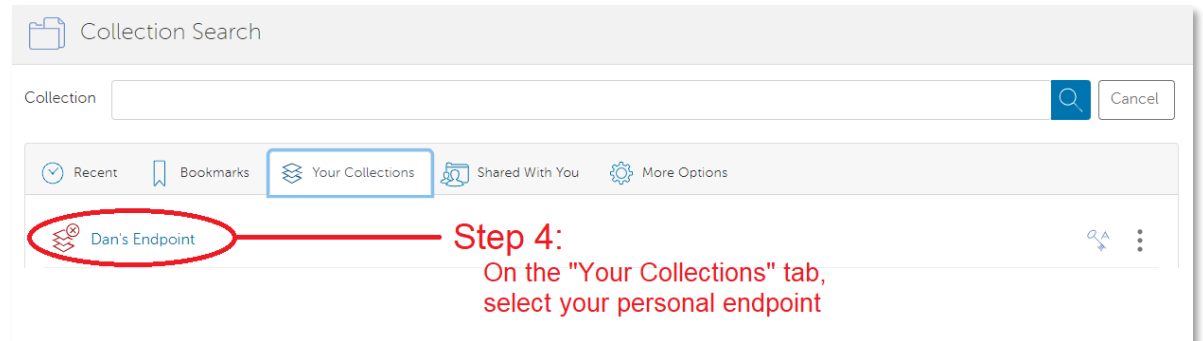 Collection Search
Collection
Cancel
Recent Bookmarks Your Collections Shared With You More Options
Dan's Endpoint
Step 4:
On the "Your Collections" tab,
select your personal endpoint